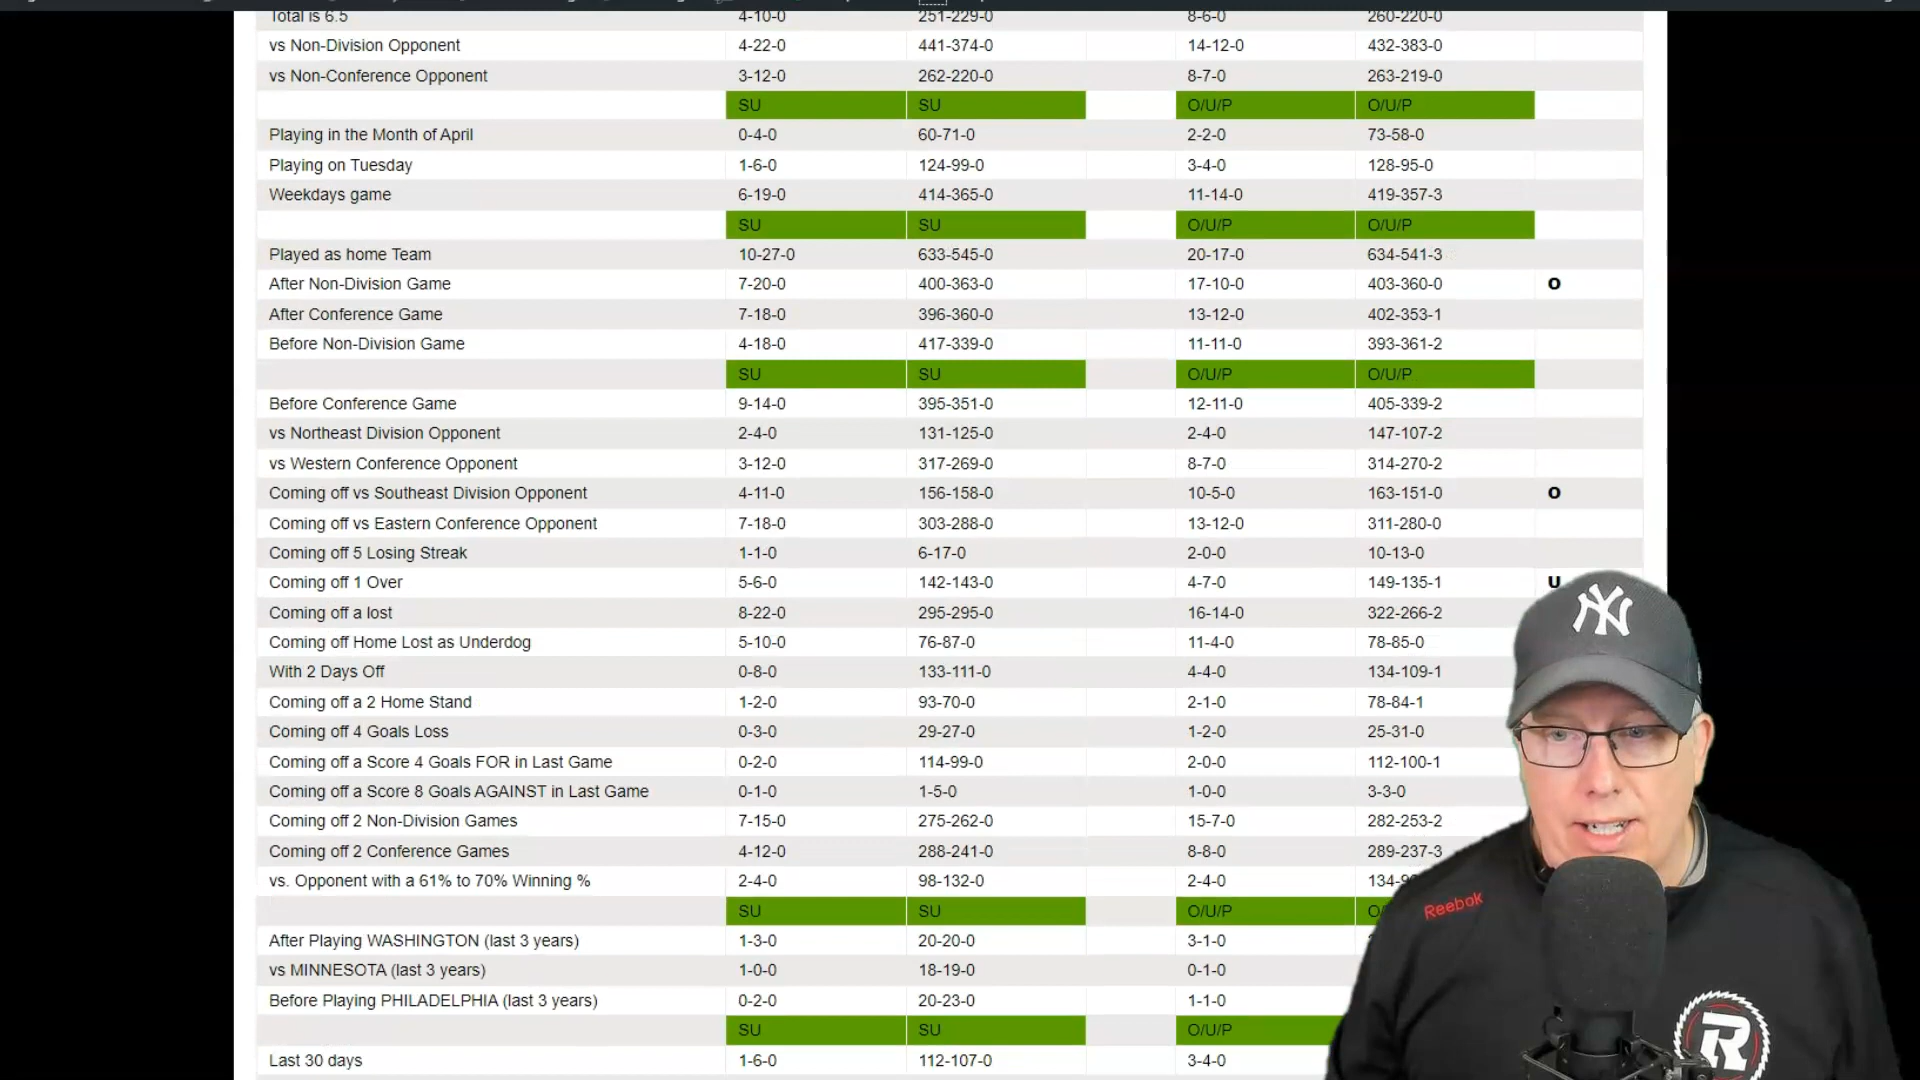 Total is 6.5 4-10-0 251-229-0 8-6-0 260-220-0
vs Non-Division Opponent 4-22-0 441-374-0 14-12-0 432-383-0
vs Non-Conference Opponent 3-12-0 262-220-0 8-7-0 263-219-0
SU SU O/U/P O/U/P
Playing in the Month of April 0-4-0 60-71-0 2-2-0 73-58-0
Playing on Tuesday 1-6-0 124-99-0 3-4-0 128-95-0
Weekdays game 6-19-0 414-365-0 11-14-0 419-357-3
SU SU O/U/P O/U/P
Played as home Team 10-27-0 633-545-0 20-17-0 634-541-3
After Non-Division Game 7-20-0 400-363-0 17-10-0 403-360-0 O
After Conference Game 7-18-0 396-360-0 13-12-0 402-353-1
Before Non-Division Game 4-18-0 417-339-0 11-11-0 393-361-2
SU SU O/U/P O/U/P
Before Conference Game 9-14-0 395-351-0 12-11-0 405-339-2
vs Northeast Division Opponent 2-4-0 131-125-0 2-4-0 147-107-2
vs Western Conference Opponent 3-12-0 317-269-0 8-7-0 314-270-2
Coming off vs Southeast Division Opponent 4-11-0 156-158-0 10-5-0 163-151-0 O
Coming off vs Eastern Conference Opponent 7-18-0 303-288-0 13-12-0 311-280-0
Coming off 5 Losing Streak 1-1-0 6-17-0 2-0-0 10-13-0
Coming off 1 Over 5-6-0 142-143-0 4-7-0 149-135-1 U
Coming off a lost 8-22-0 295-295-0 16-14-0 322-266-2
Coming off Home Lost as Underdog 5-10-0 76-87-0 11-4-0 78-85-0
With 2 Days Off 0-8-0 133-111-0 4-4-0 134-109-1
Coming off a 2 Home Stand 1-2-0 93-70-0 2-1-0 78-84-1
Coming off 4 Goals Loss 0-3-0 29-27-0 1-2-0 25-31-0
Coming off a Score 4 Goals FOR in Last Game 0-2-0 114-99-0 2-0-0 112-100-1
Coming off a Score 8 Goals AGAINST in Last Game 0-1-0 1-5-0 1-0-0 3-3-0
Coming off 2 Non-Division Games 7-15-0 275-262-0 15-7-0 282-253-2
Coming off 2 Conference Games 4-12-0 288-241-0 8-8-0 289-237-3
vs. Opponent with a 61% to 70% Winning % 2-4-0 98-132-0 2-4-0
SU SU O/U/P
After Playing WASHINGTON (last 3 years) 1-3-0 20-20-0 3-1-0
vs MINNESOTA (last 3 years) 1-0-0 18-19-0 0-1-0
Before Playing PHILADELPHIA (last 3 years) 0-2-0 20-23-0 1-1-0
SU SU O/U/P
Last 30 days 1-6-0 112-107-0 3-4-0
NY
Reebok
R